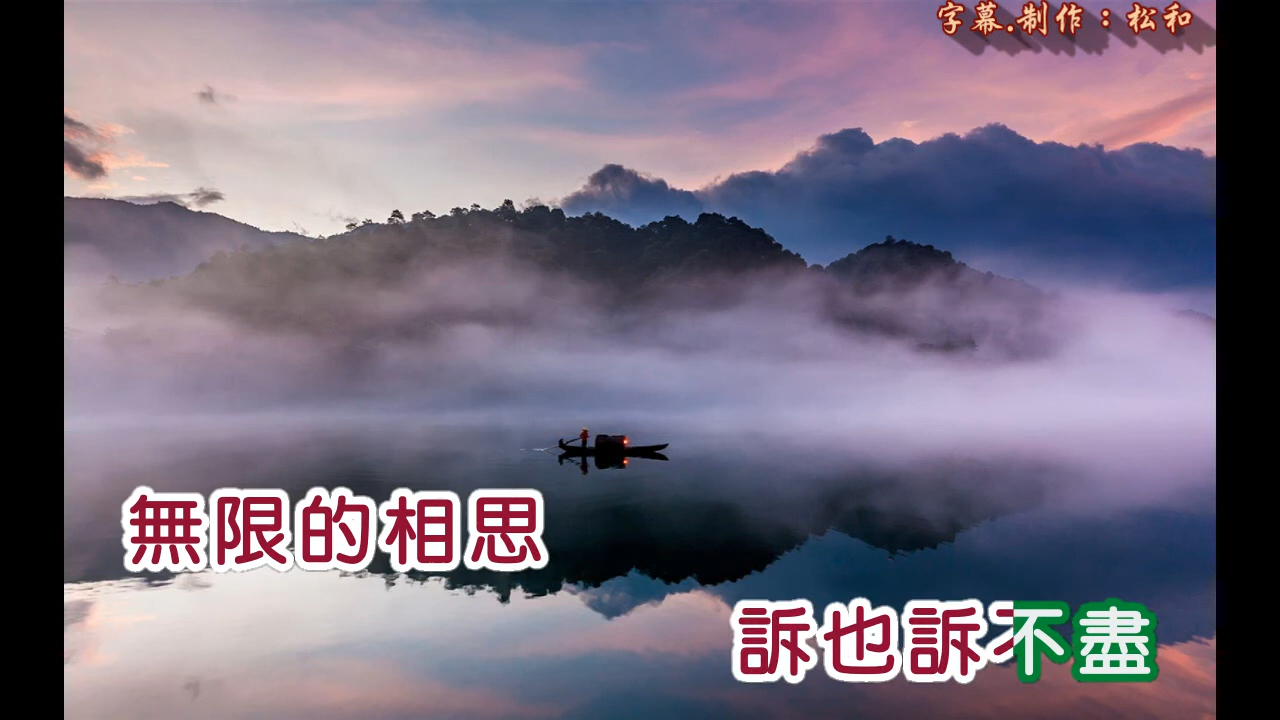 字幕.制作：松和
無限的相思
訴也訴不盡